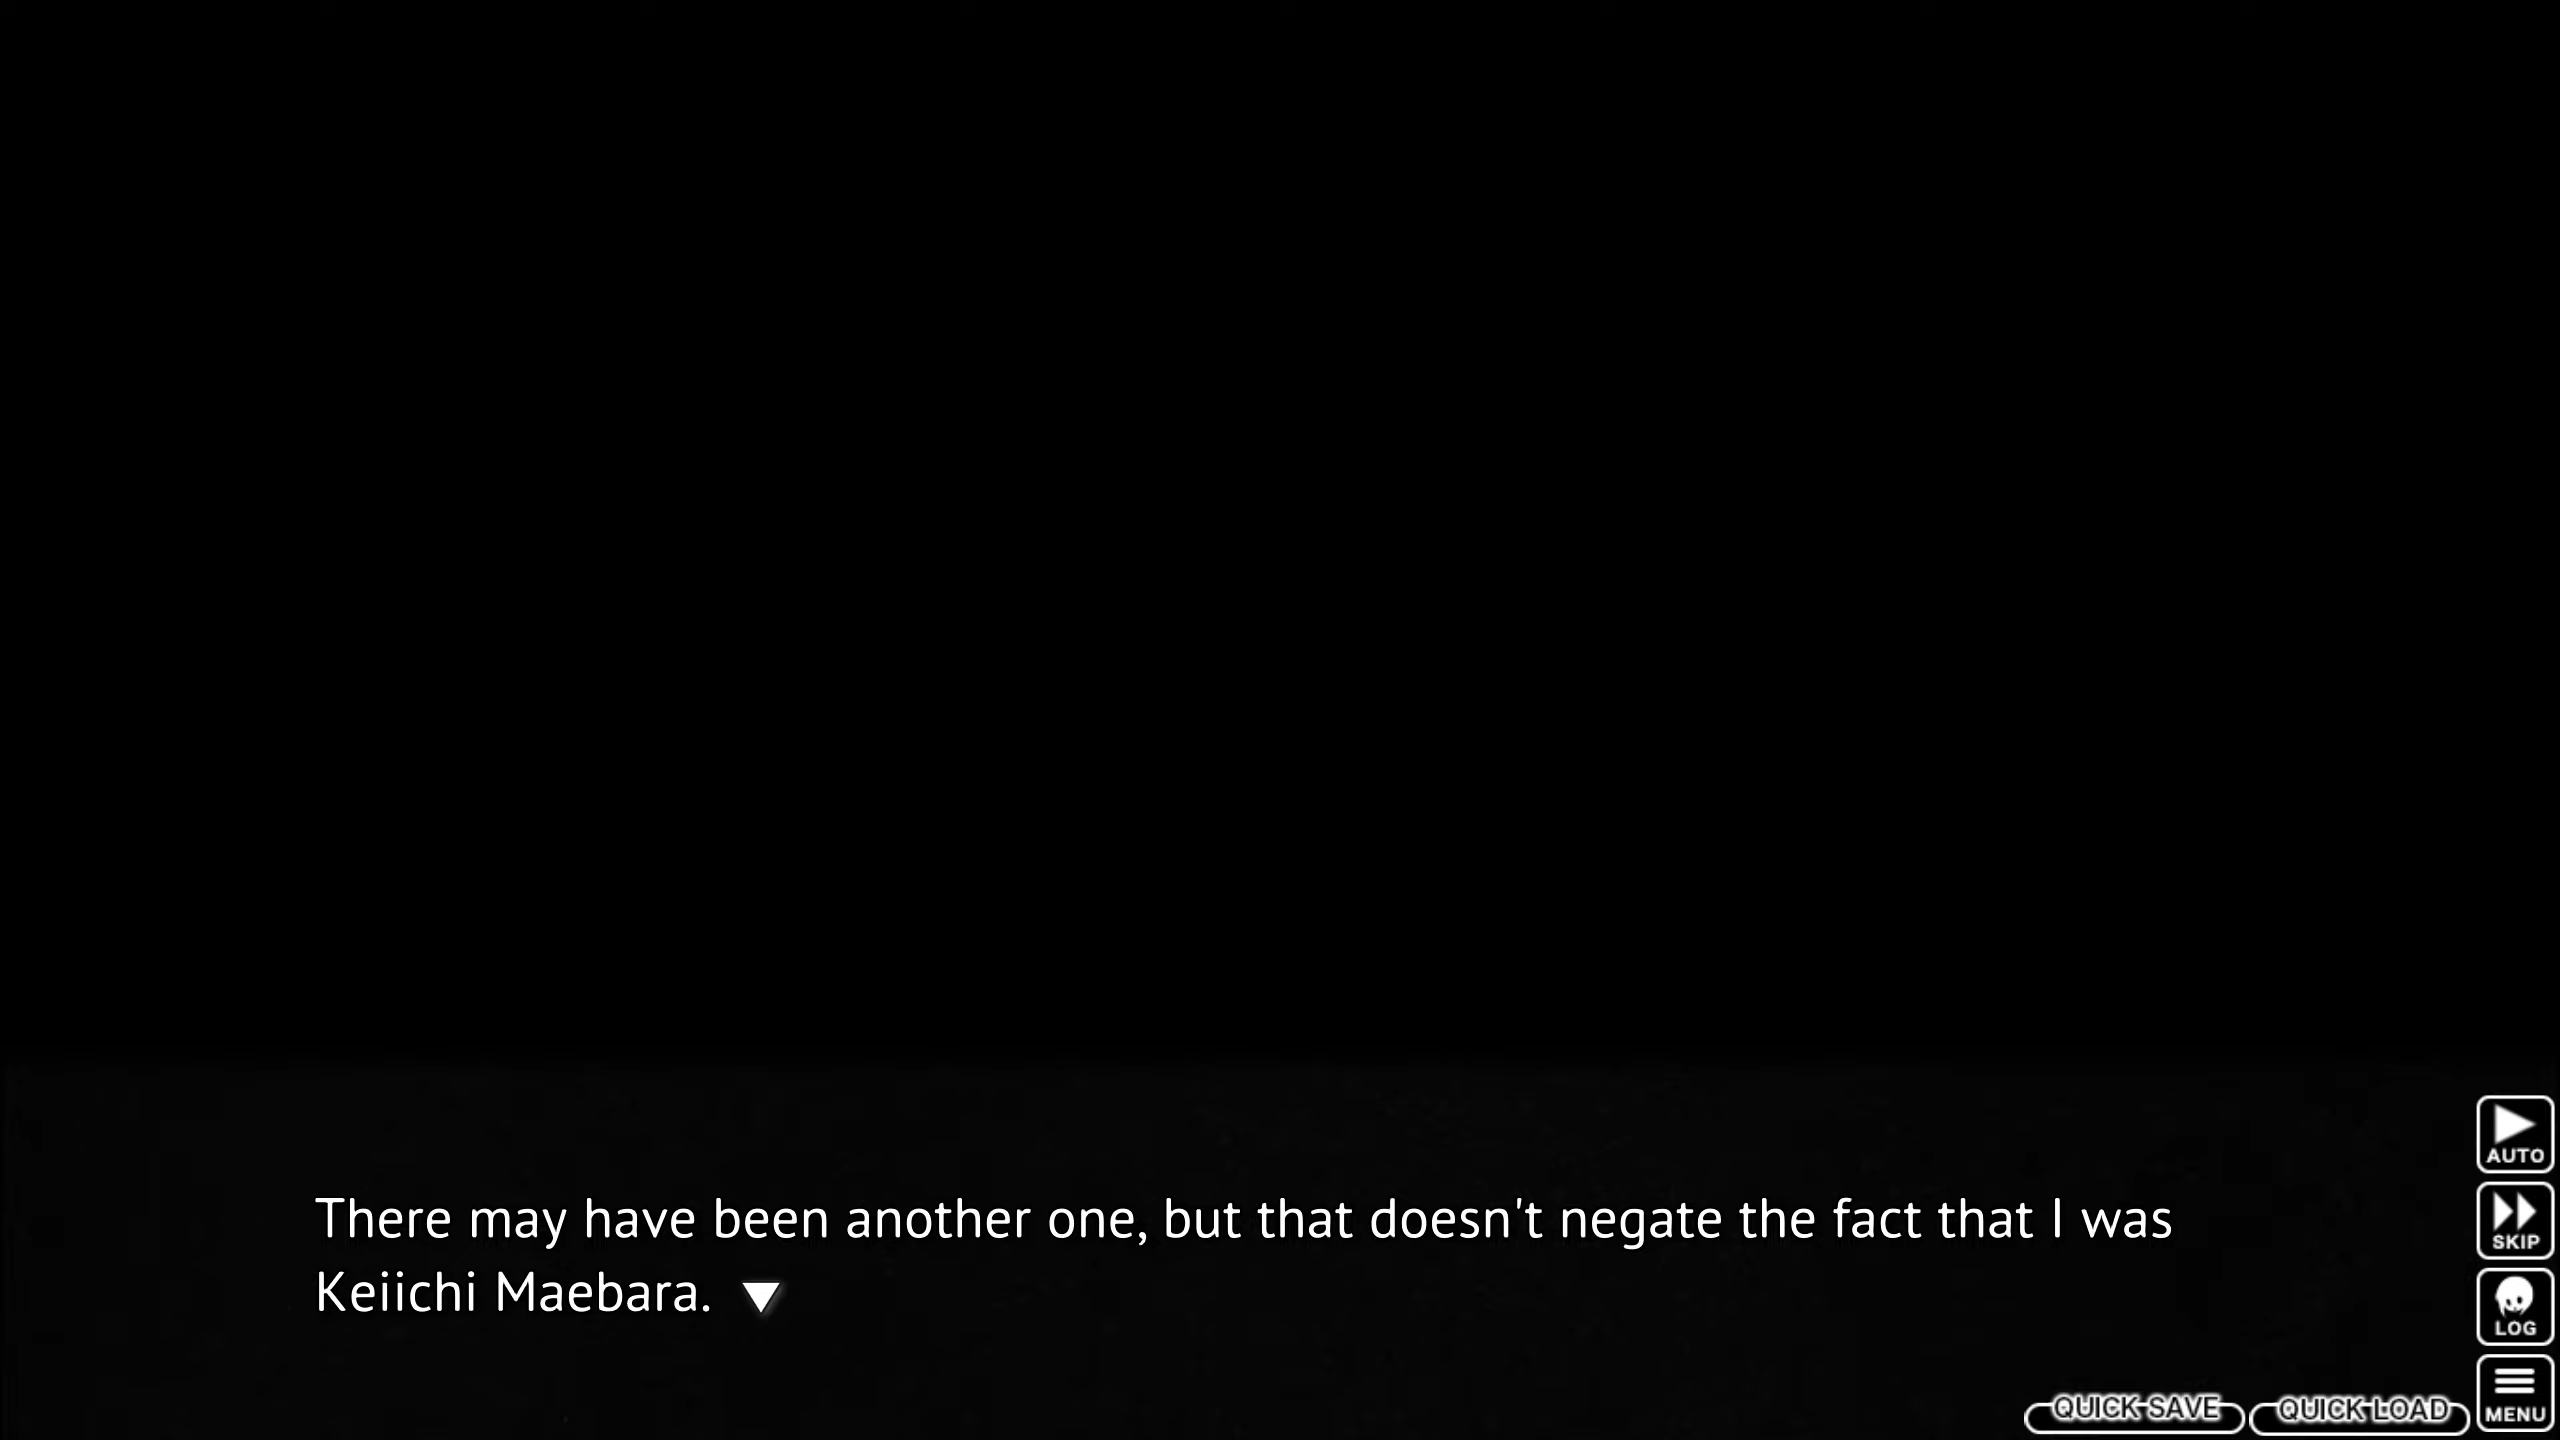 There may have been another one, but that doesn't negate the fact that I was
Keiichi Maebara.
AUTO
SKIP
LOG
MENU
QUICK SAVE
QUICK LOAD